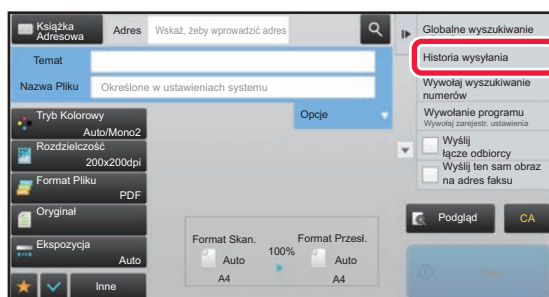 Książka
Adresowa
Adres
Wskaż, żeby wprowadzić adres
Temat
Nazwa Pliku
Określone w ustawieniach systemu
Tryb Kolorowy
Auto/Mono2
Rozdzielczość
200x200dpi
Format Pliku
PDF
Oryginał
Ekspozycja
Auto
Inne
Opcje
Format Skan.
100%
Format Przesł.
Auto
A4
Auto
A4
Globalne wyszukiwanie
Historia wysyłania
Wywołaj wyszukiwanie
numerów
Wywołanie programu
Wywołaj zarejestr. ustawienia
Wyślij
łącze odbiorcy
Wyślij ten sam obraz
na adres faksu
Podgląd
CA
Start